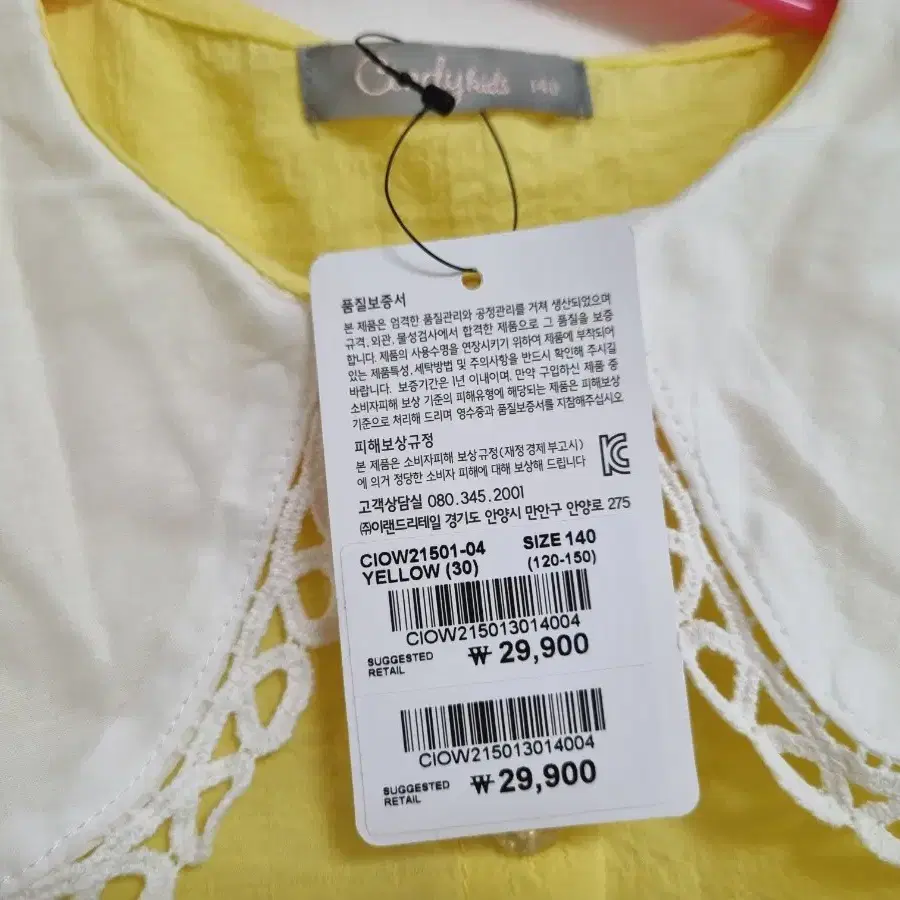 kids 140
품질보증서
본 제품은 엄격한 품질관리와 공정관리를 거쳐 생산되었으며
규격, 외관, 물성검사에서 합격한 제품으로 그 품질을 보증
합니다. 제품의 사용수명을 연장시키기 위하여 제품에 부착되어
있는 제품특성, 세탁방법 및 주의사항을 반드시 확인해 주시길
바랍니다. 보증기간은 1년 이내이며, 만약 구입하신 제품 중
소비자피해 보상 기준의 피해유형에 해당되는 제품은 피해보상
기준으로 처리해 드리며 영수증과 품질보증서를 지참해주십시오
피해보상규정
본 제품은 소비자피해 보상규정(재정경제부고시)
에 의거 정당한 소비자 피해에 대해 보상해 드립니다
고객상담실 080.345.2001
㈜이랜드리테일 경기도 안양시 만안구 안양로 275
CIOW21501-04 SIZE 140
YELLOW (30) (120-150)
CIOW215013014004
SUGGESTED
RETAIL ₩ 29,900
CIOW215013014004
SUGGESTED
RETAIL ₩ 29,900